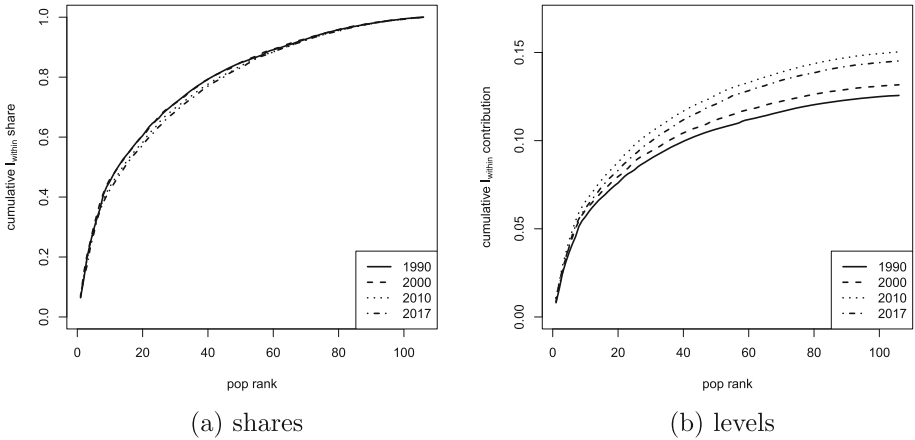 cumulative Iwithin share
0.0 0.2 0.4 0.6 0.8 1.0
1990
2000
2010
2017
0 20 40 60 80 100
pop rank
(a) shares
cumulative Iwithin contribution
0.00 0.05 0.10 0.15
1990
2000
2010
2017
0 20 40 60 80 100
pop rank
(b) levels